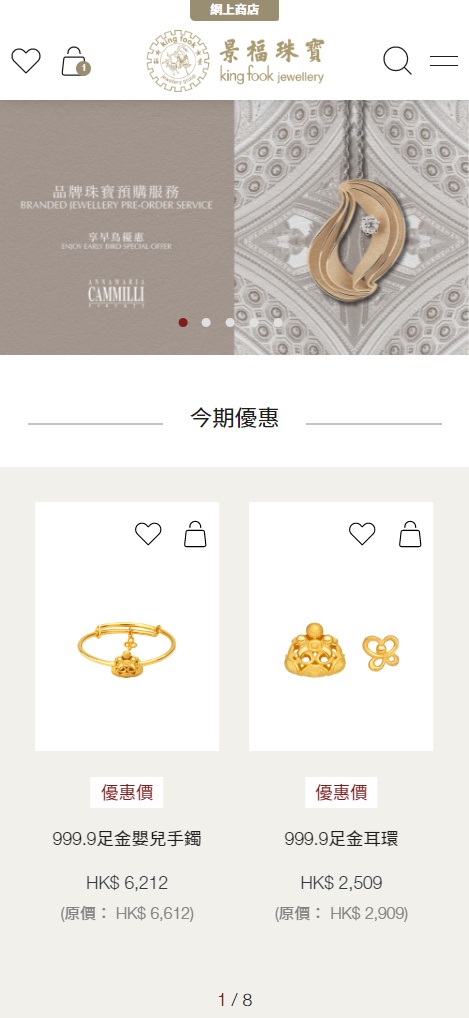 網上商店
king fook
景福珠寶
king fook jewellery
1
品牌珠寶預購服務
BRANDED JEWELLERY PRE-ORDER SERVICE
享早鳥優惠
ENJOY EARLY BIRD SPECIAL-OFFER
ANNAMARIA
CAMMILLI
今期優惠
優惠價
999.9足金嬰兒手鐲
HK$ 6,212
(原價： HK$ 6,612)
優惠價
999.9足金耳環
HK$ 2,509
(原價： HK$ 2,909)
1 / 8